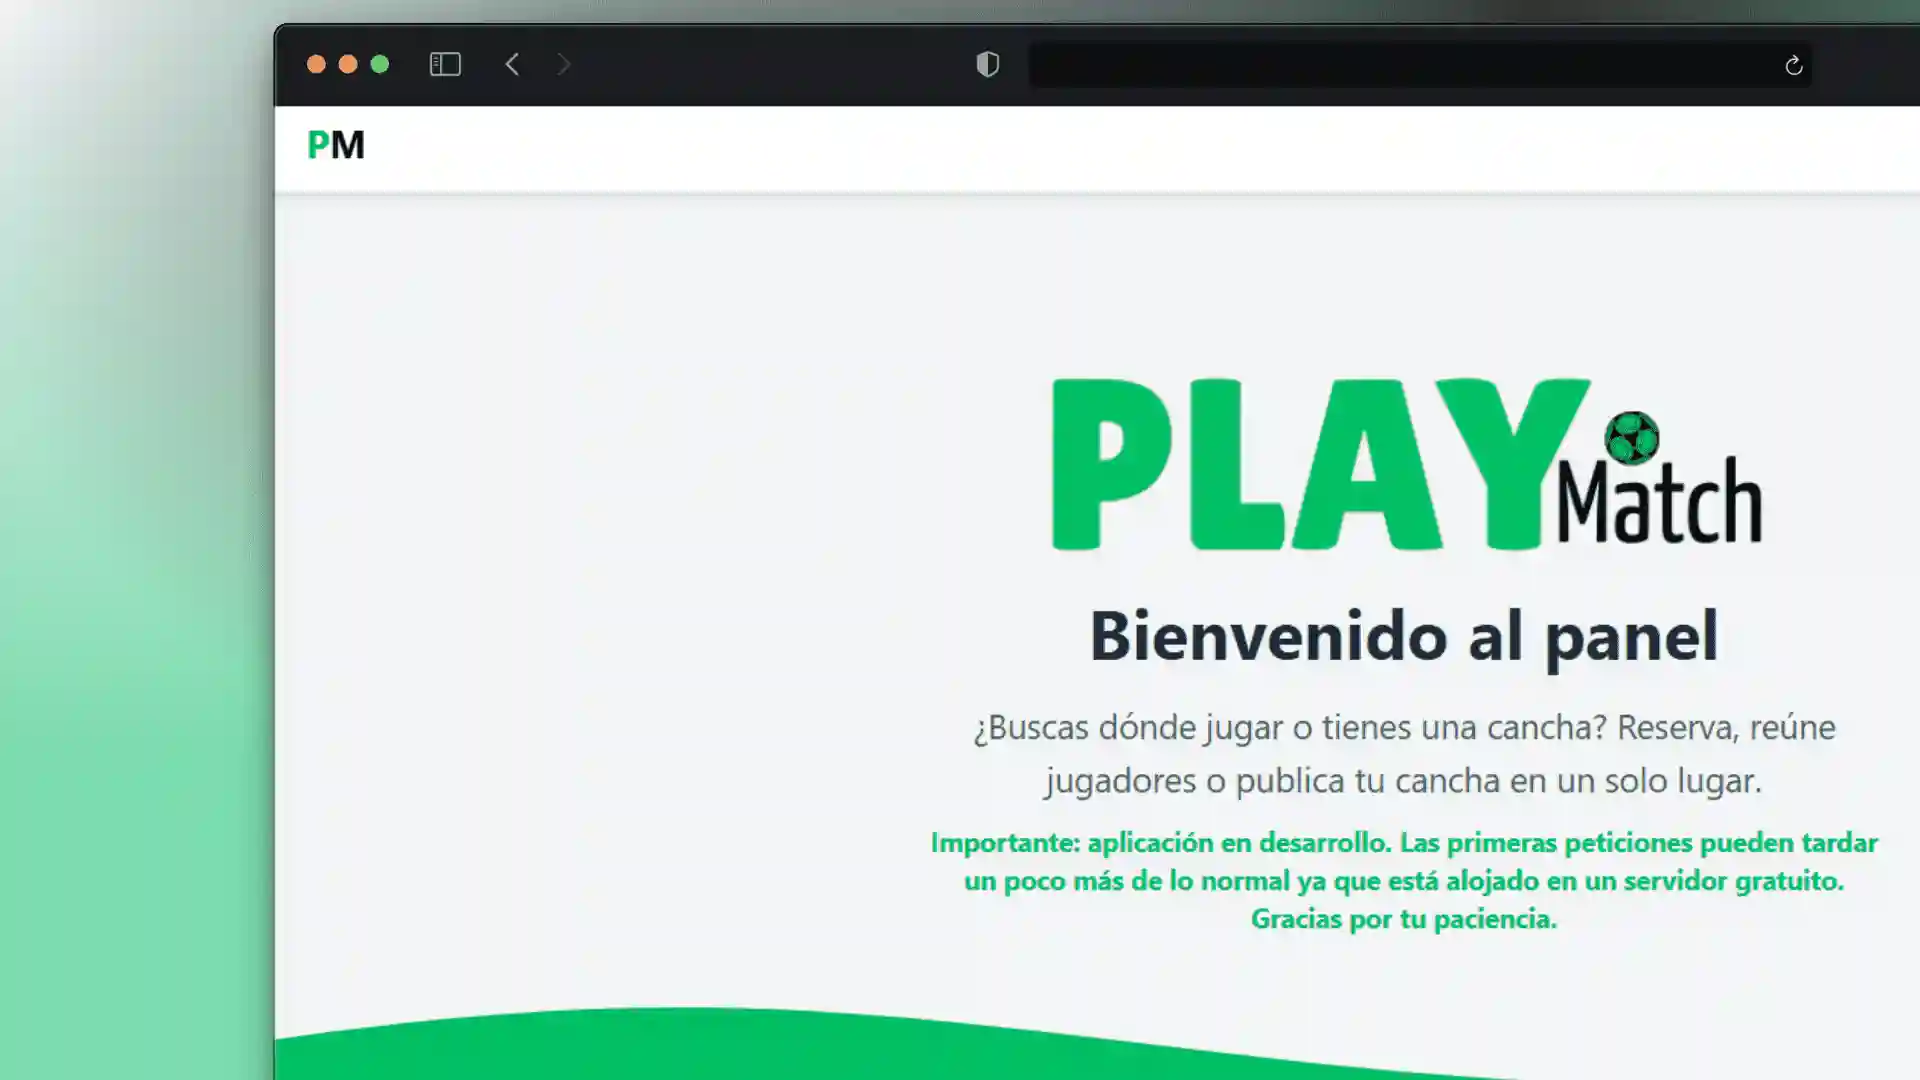 PM
PLAY
Match
Bienvenido al panel
¿Buscas dónde jugar o tienes una cancha? Reserva, reúne
jugadores o publica tu cancha en un solo lugar.
Importante: aplicación en desarrollo. Las primeras peticiones pueden tardar
un poco más de lo normal ya que está alojado en un servidor gratuito.
Gracias por tu paciencia.